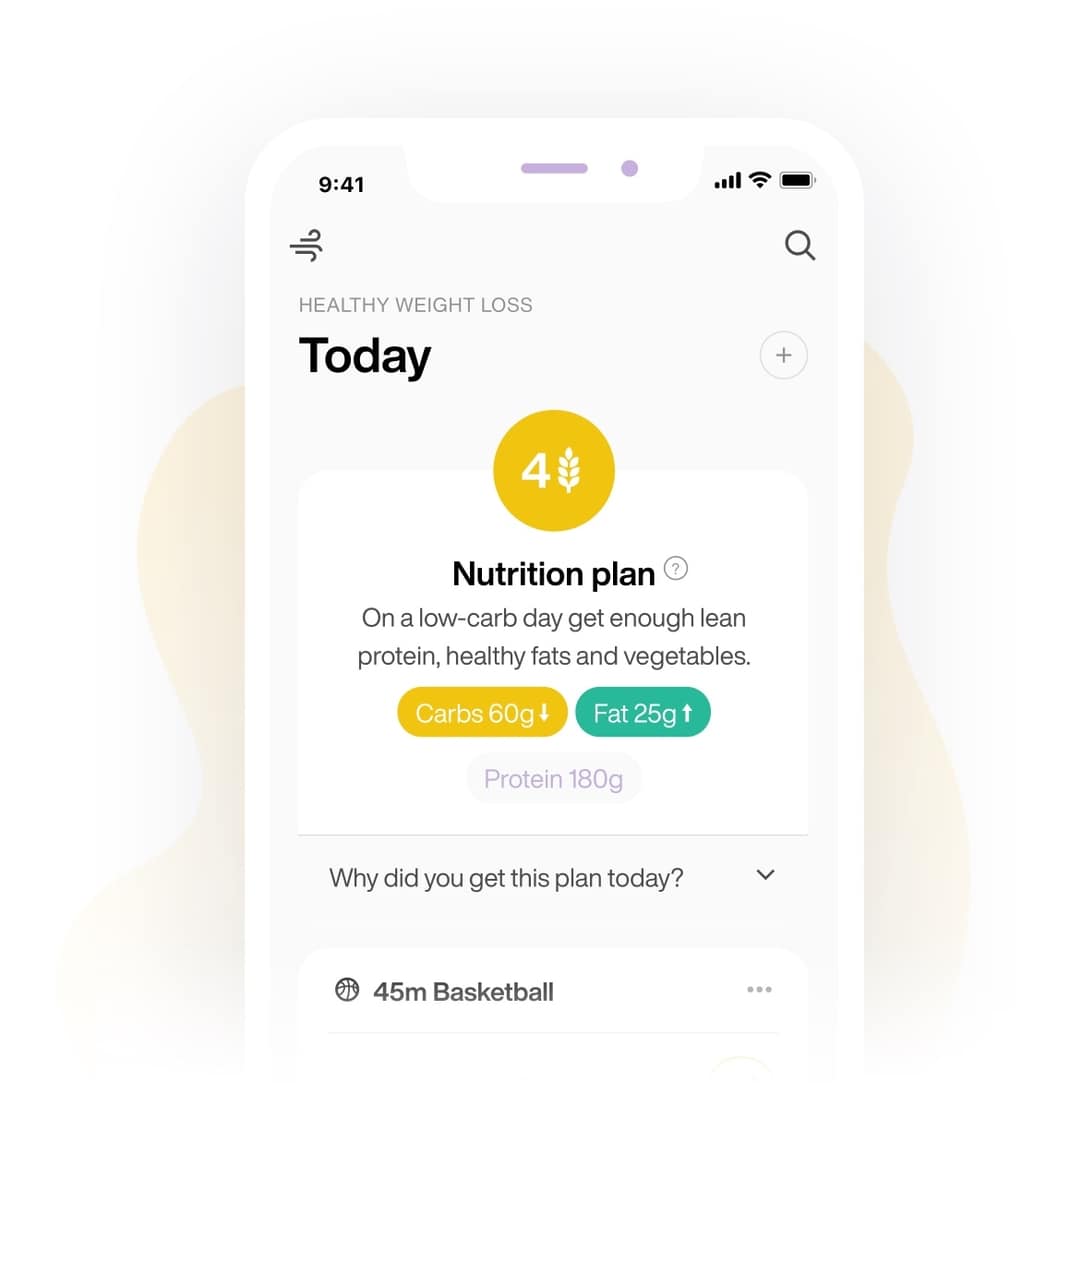 9:41
HEALTHY WEIGHT LOSS
Today
4
Nutrition plan
On a low-carb day get enough lean
protein, healthy fats and vegetables.
Carbs 60g Fat 25g
Protein 180g
Why did you get this plan today?
45m Basketball